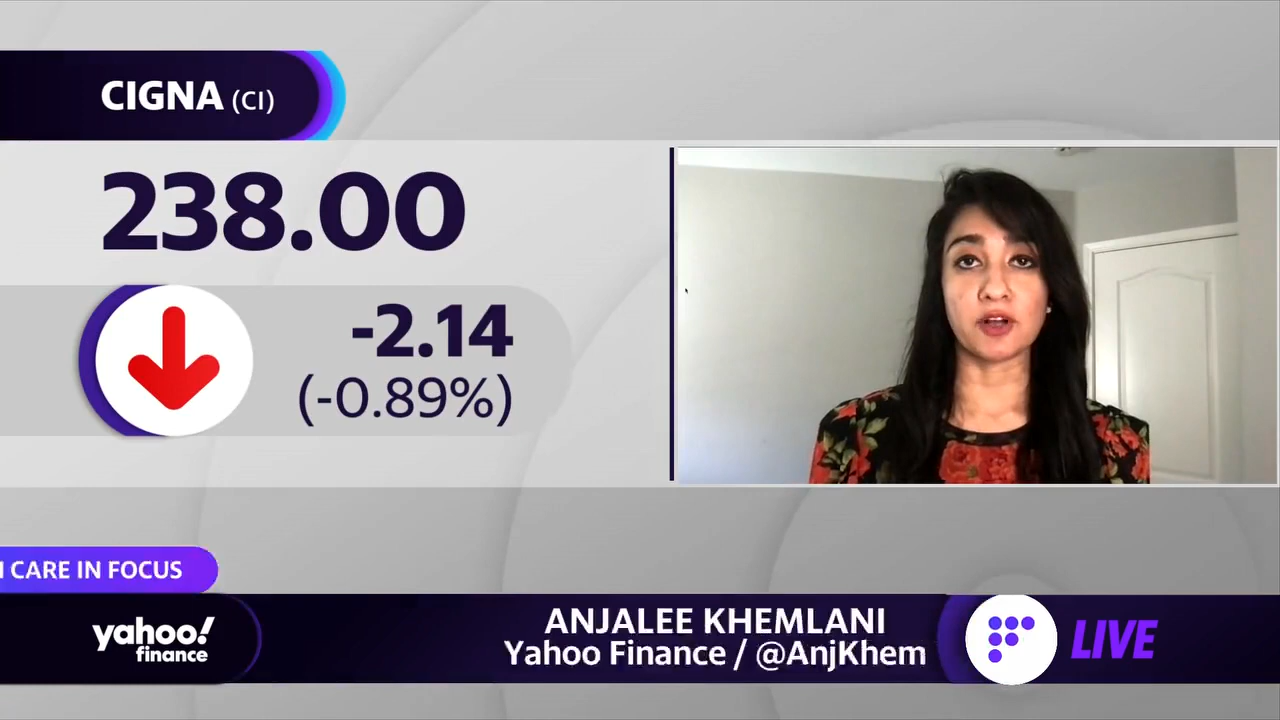 CIGNA (CI)
238.00
-2.14
(-0.89%)
CARE IN FOCUS
yahoo!
finance
ANJALEE KHEMLANI
Yahoo Finance / @AnjKhem
LIVE